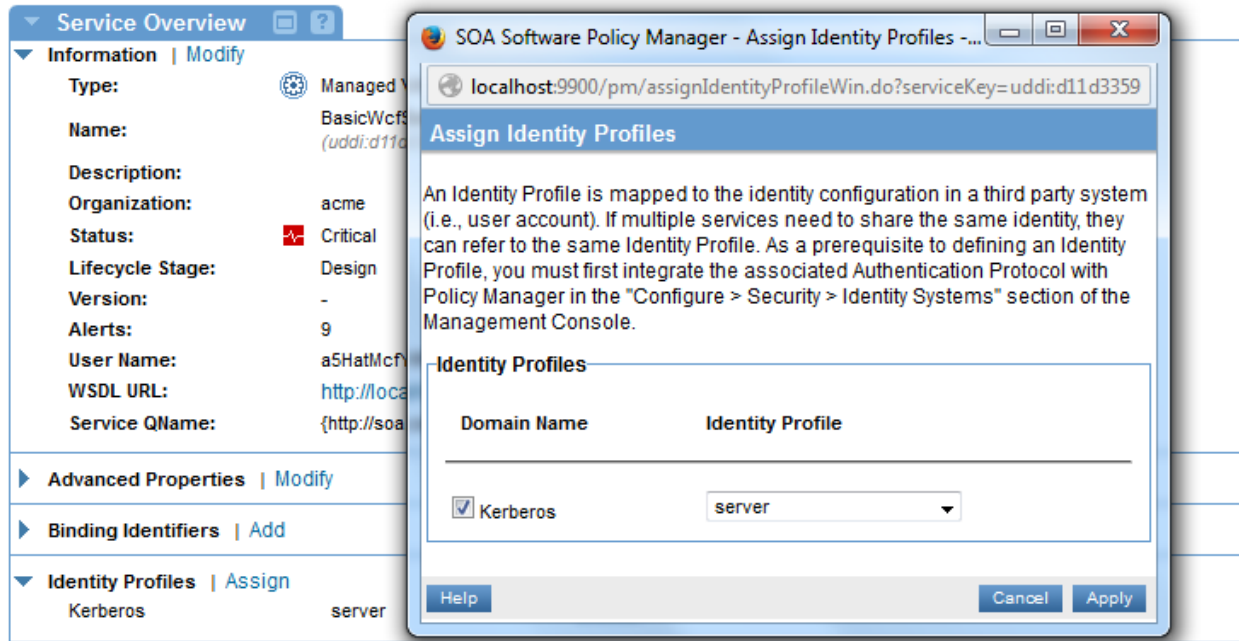 Service Overview
Information | Modify
Type: Managed
Name: BasicWcf
(uddi:d11d
Description:
Organization: acme
Status: Critical
Lifecycle Stage: Design
Version: -
Alerts: 9
User Name: a5HatMcf
WSDL URL: http://loca
Service QName: {http://soa
Advanced Properties | Modify
Binding Identifiers | Add
Identity Profiles | Assign
Kerberos server
SOA Software Policy Manager - Assign Identity Profiles -...
localhost:9900/pm/assignIdentityProfileWin.do?serviceKey=uddi:d11d3359
Assign Identity Profiles
An Identity Profile is mapped to the identity configuration in a third party system
(i.e., user account). If multiple services need to share the same identity, they
can refer to the same Identity Profile. As a prerequisite to defining an Identity
Profile, you must first integrate the associated Authentication Protocol with
Policy Manager in the "Configure > Security > Identity Systems" section of the
Management Console.
Identity Profiles
Domain Name Identity Profile
Kerberos server
Help Cancel Apply